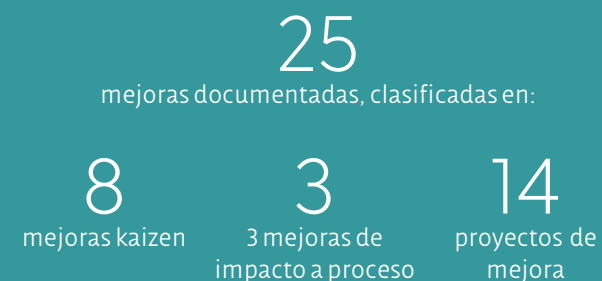 25
mejoras documentadas, clasificadas en:
8 3 14
mejoras kaizen 3 mejoras de proyectos de
impacto a proceso mejora